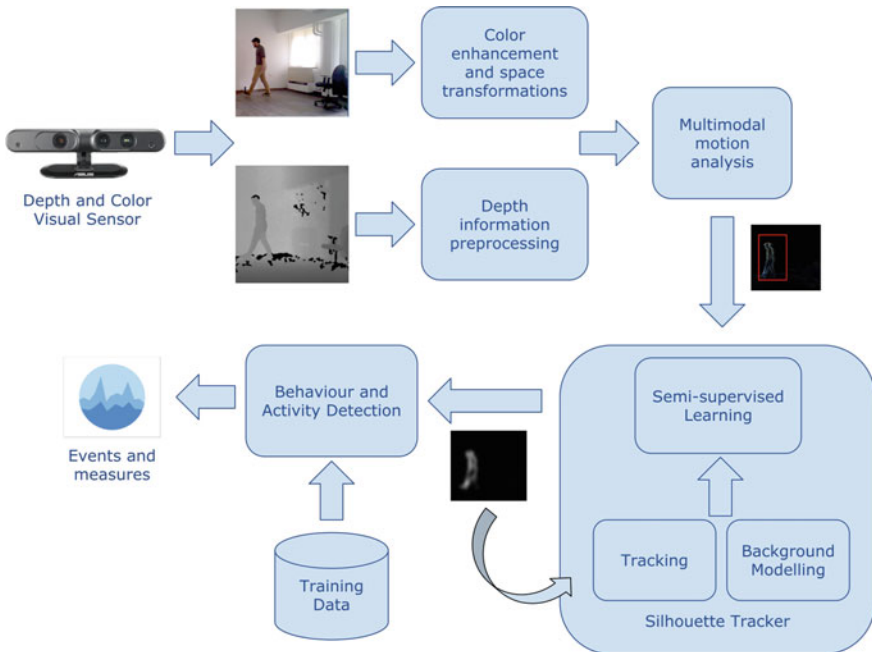 Color
enhancement
and space
transformations
Multimodal
motion
analysis
ASUS
Depth and Color
Visual Sensor
Depth
information
preprocessing
Behaviour and
Activity Detection
Semi-supervised
Learning
Events and
measures
Training
Data
Tracking
Background
Modelling
Silhouette Tracker